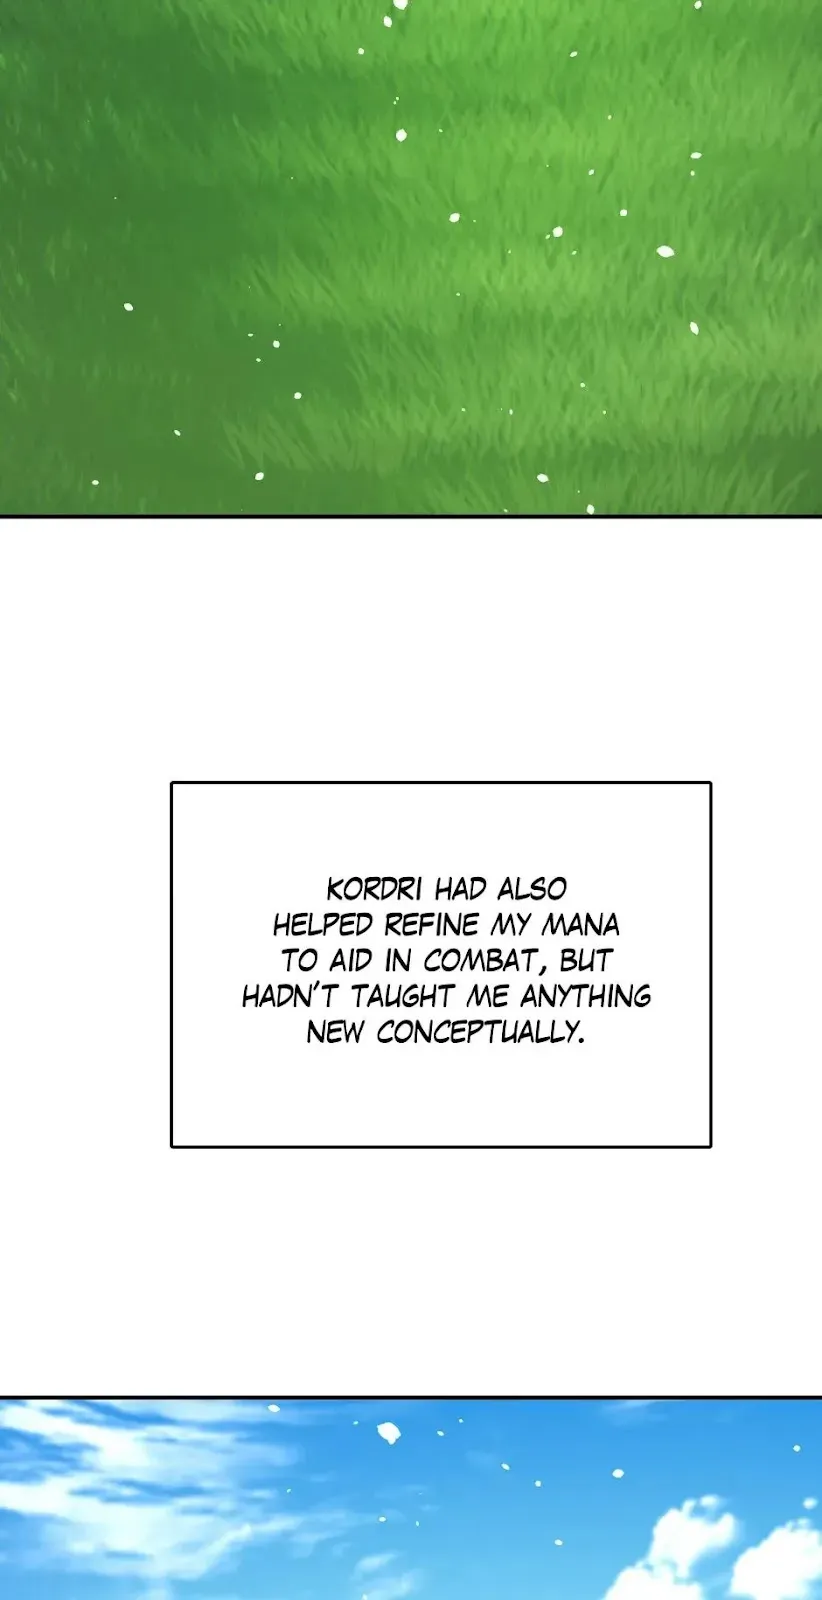 KORDRI HAD ALSO
HELPED REFINE MY MANA
TO AID IN COMBAT, BUT
HADN'T TAUGHT ME ANYTHING
NEW CONCEPTUALLY.